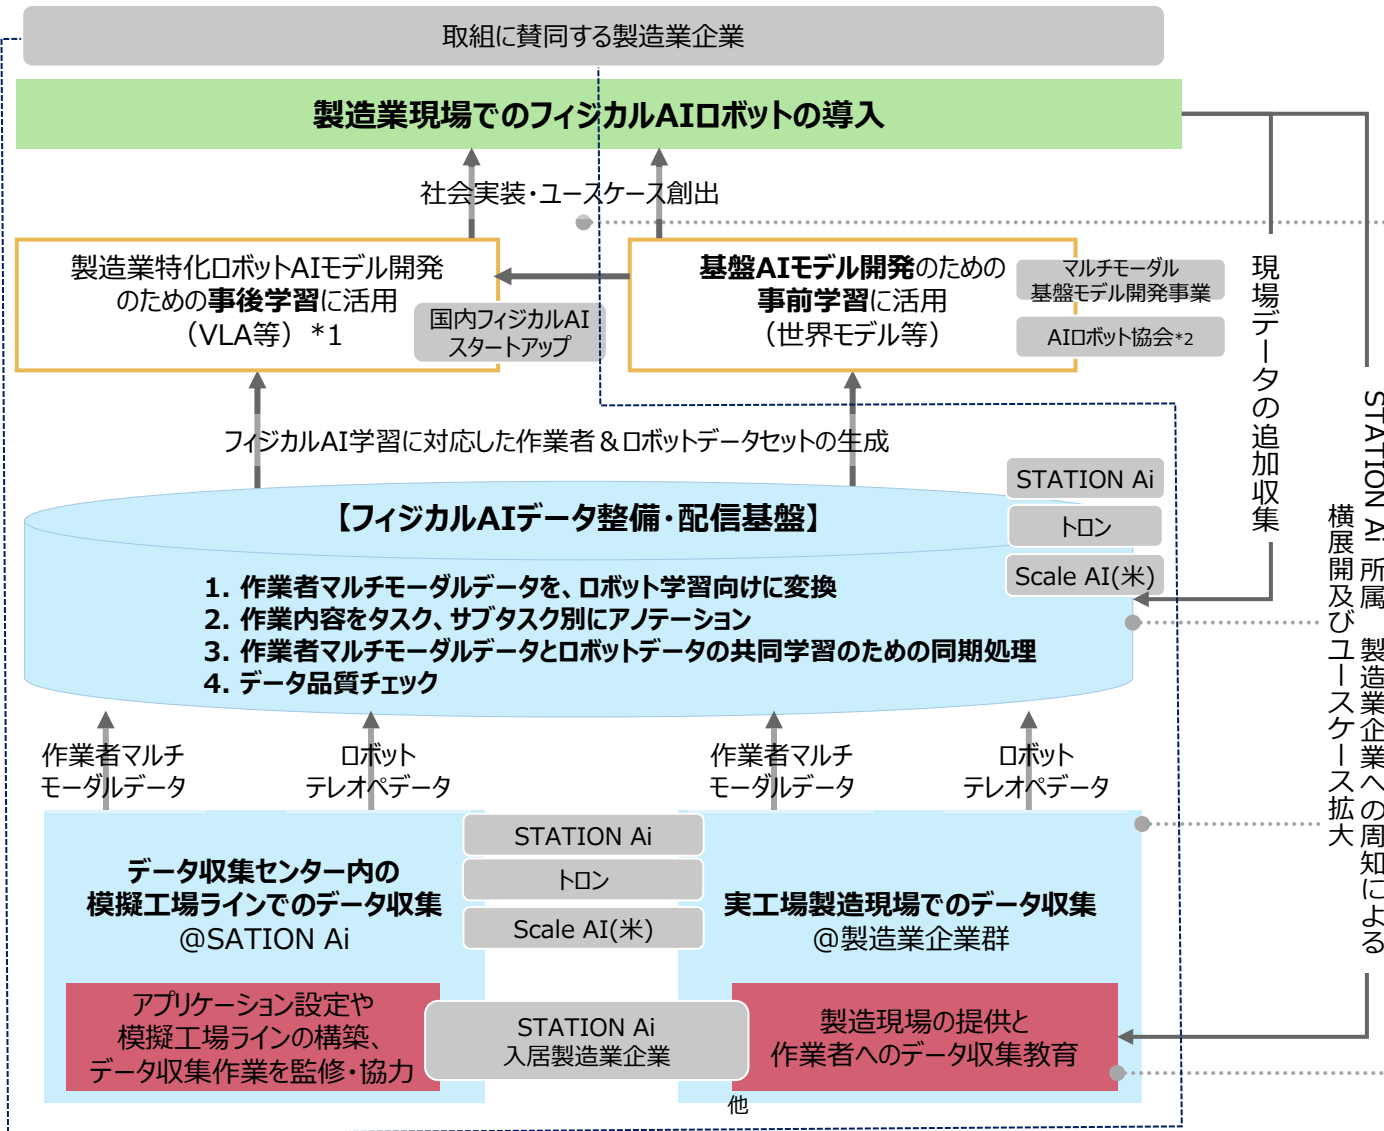 取組に賛同する製造業企業
製造業現場でのフィジカルAIロボットの導入
社会実装・ユースケース創出
製造業特化ロボットAIモデル開発
のための事後学習に活用
（VLA等）*1
国内フィジカルAI
スタートアップ
基盤AIモデル開発のための
事前学習に活用
（世界モデル等）
マルチモーダル
基盤モデル開発事業
AIロボット協会*2
現場データの追加収集
STATION Ai 所属 製造業企業への周知による
横展開及びユースケース拡大
フィジカルAI学習に対応した作業者＆ロボットデータセットの生成
【フィジカルAIデータ整備・配信基盤】
STATION Ai
トロン
Scale AI(米)
1. 作業者マルチモーダルデータを、ロボット学習向けに変換
2. 作業内容をタスク、サブタスク別にアノテーション
3. 作業者マルチモーダルデータとロボットデータの共同学習のための同期処理
4. データ品質チェック
作業者マルチ
モーダルデータ
ロボット
テレオペデータ
作業者マルチ
モーダルデータ
ロボット
テレオペデータ
データ収集センター内の
模擬工場ラインでのデータ収集
@SATION Ai
STATION Ai
トロン
Scale AI(米)
実工場製造現場でのデータ収集
@製造業企業群
アプリケーション設定や
模擬工場ラインの構築、
データ収集作業を監修・協力
STATION Ai
入居製造業企業
製造現場の提供と
作業者へのデータ収集教育
他